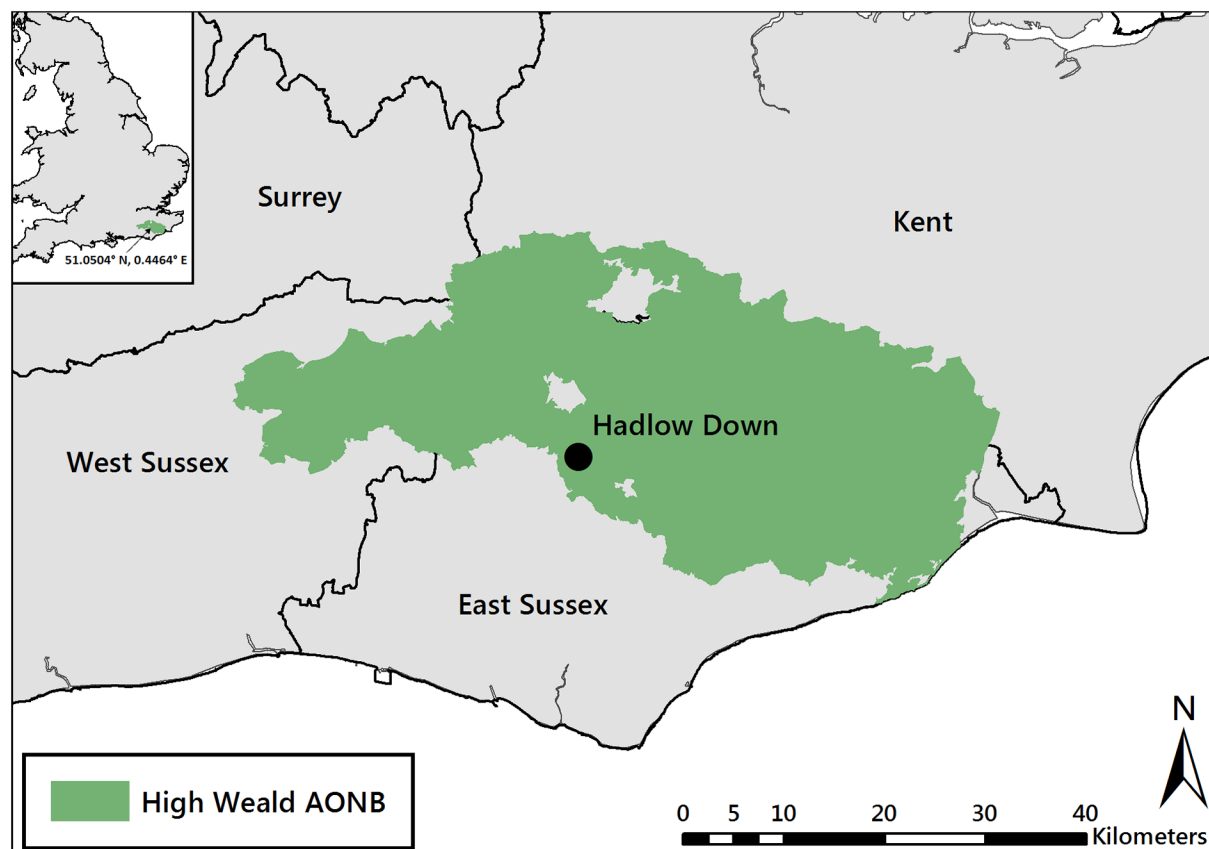 51.0504° N, 0.4464° E
Surrey
Kent
Hadlow Down
West Sussex
East Sussex
High Weald AONB
N
0 5 10 20 30 40
Kilometers